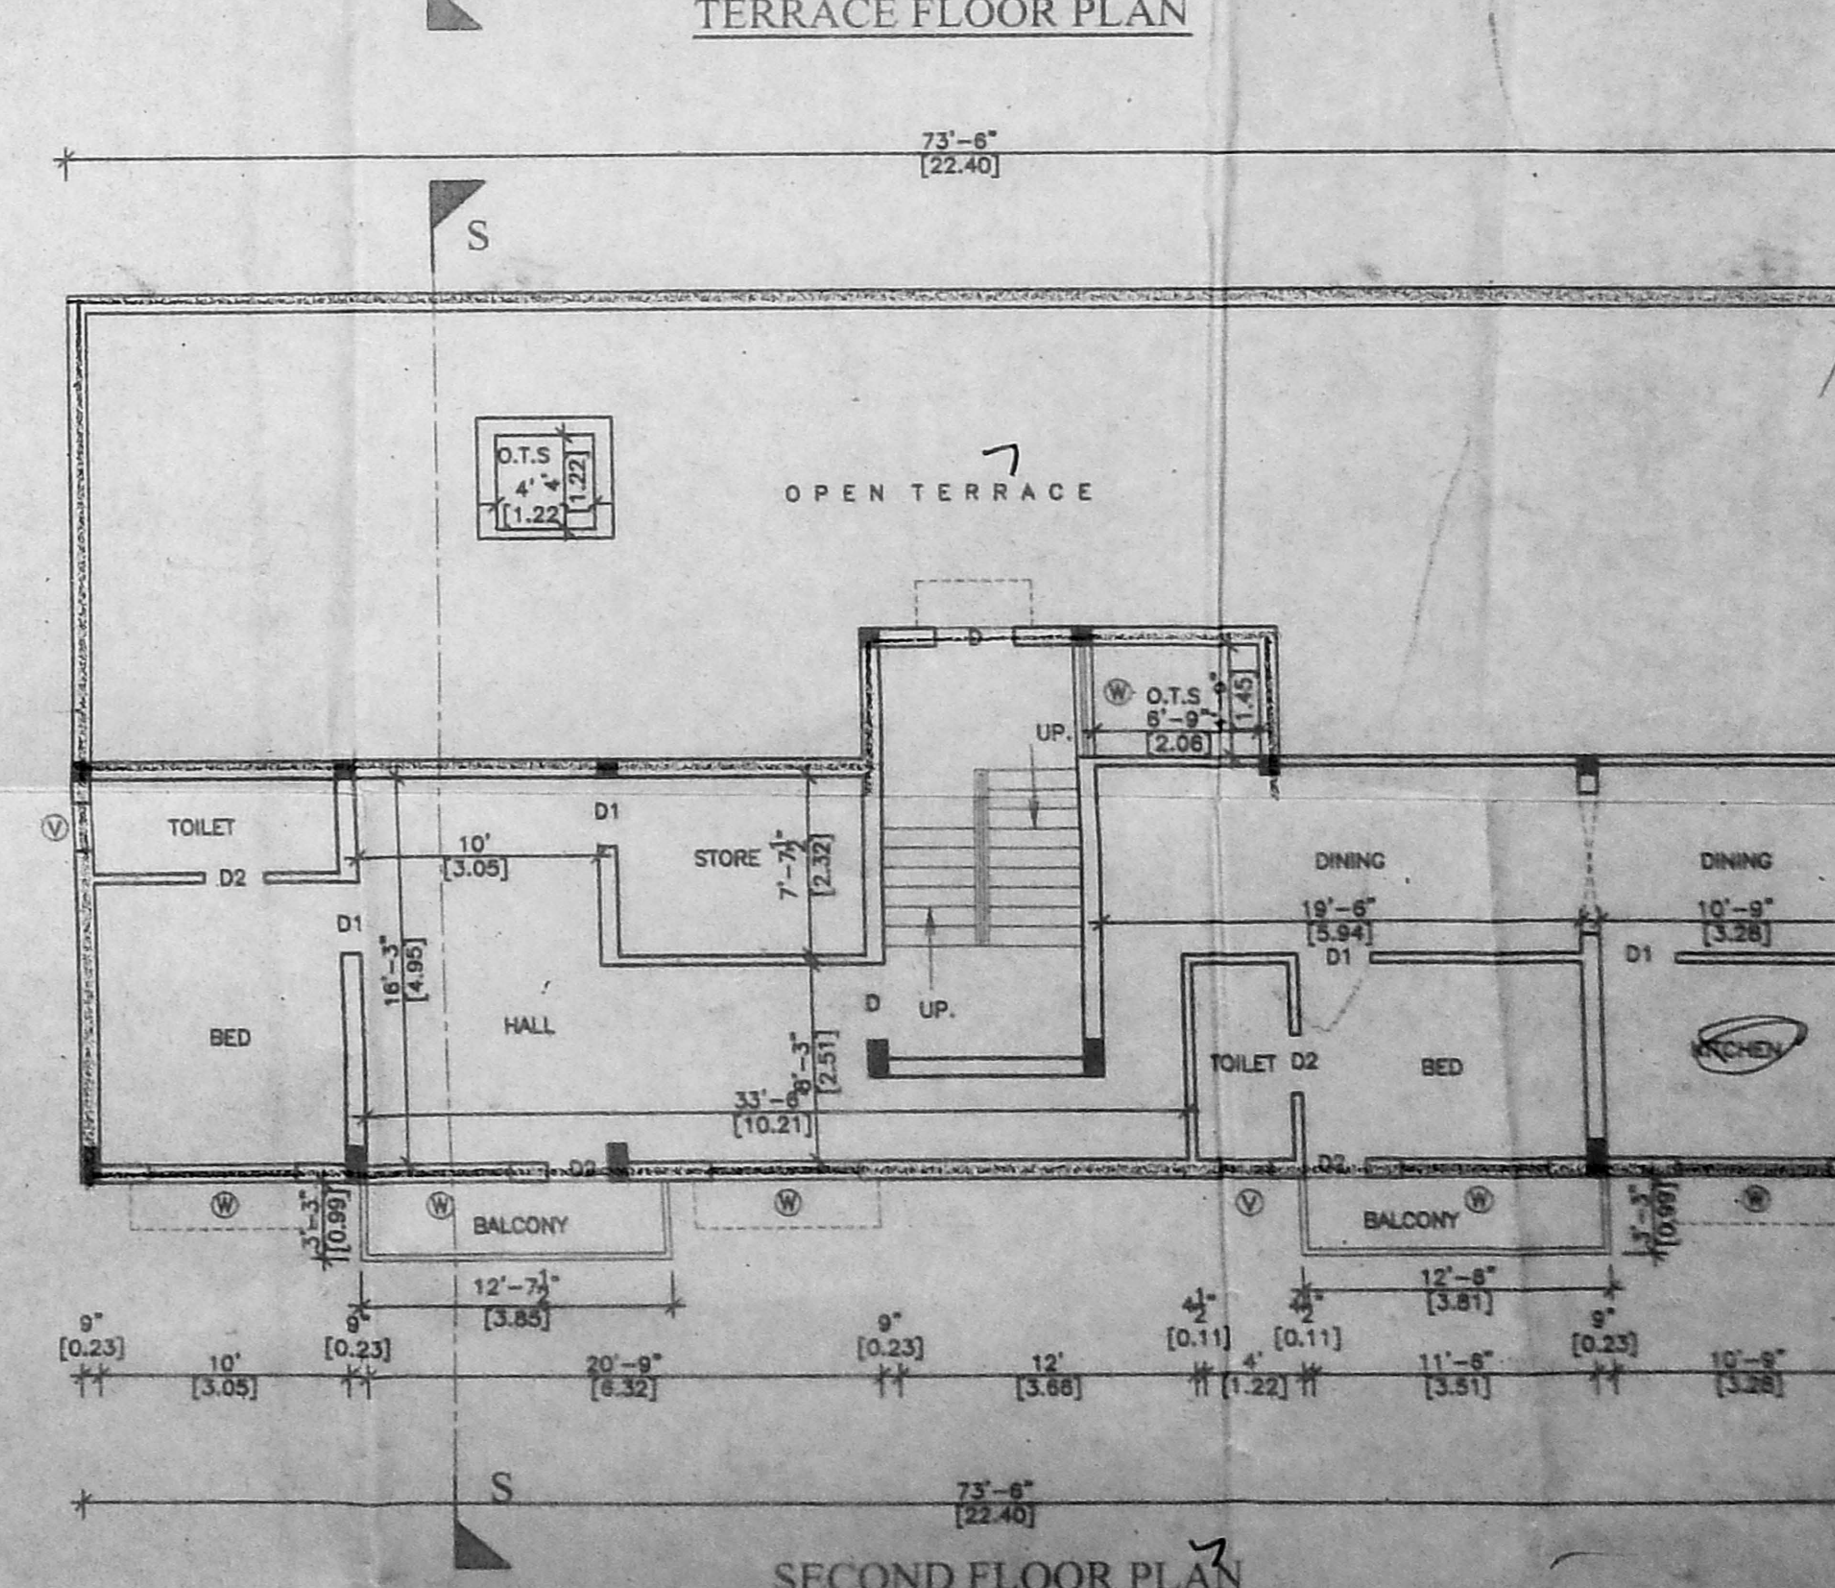 TERRACE FLOOR PLAN
73'-6"
[22.40]
S
O.T.S
4' 4'
[1.22]
[1.22]
OPEN TERRACE
D
W O.T.S
6'-9"
[2.06]
[1.45]
UP.
V
TOILET
D2
D1
10'
[3.05]
D1
STORE
7'-7½"
[2.32]
DINING
DINING
19'-6"
[5.94]
10'-9"
[3.28]
D1
D1
16'-3"
[4.95]
BED
HALL
D
UP.
8'-3"
[2.51]
TOILET D2
BED
KITCHEN
33'-6"
[10.21]
D2
D2
W
3'-3"
[0.99]
W
BALCONY
W
V
BALCONY
W
3'-3"
[0.99]
W
12'-7½"
[3.85]
12'-6"
[3.81]
9"
[0.23]
9"
[0.23]
9"
[0.23]
4½"
[0.11]
4½"
[0.11]
9"
[0.23]
10'
[3.05]
20'-9"
[6.32]
12'
[3.66]
4'
[1.22]
11'-6"
[3.51]
10'-9"
[3.28]
S
73'-6"
[22.40]
SECOND FLOOR PLAN